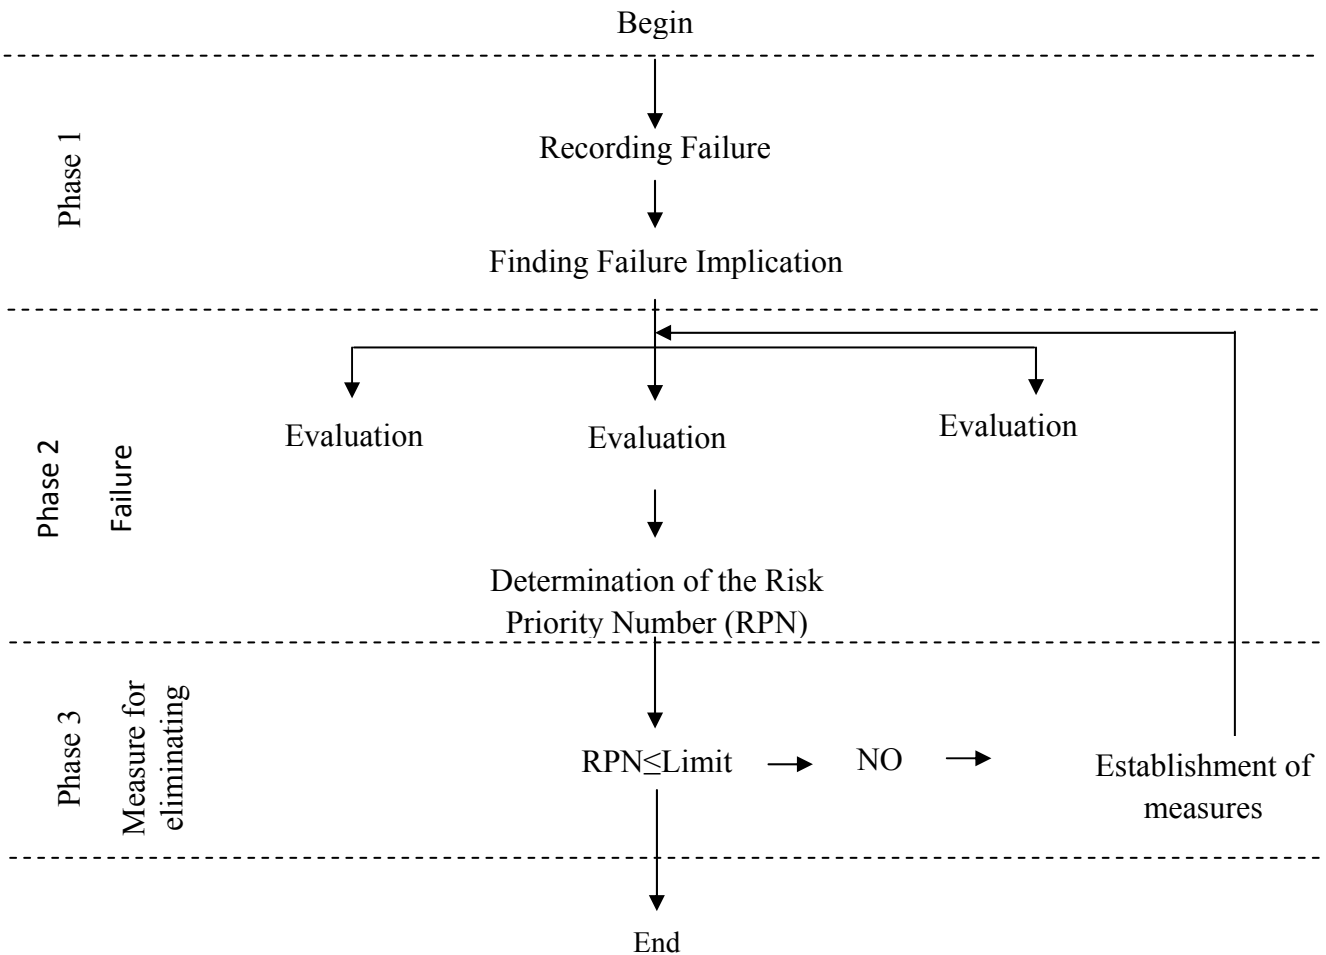 Begin
Phase 1
Recording Failure
Finding Failure Implication
Phase 2
Failure
Evaluation
Evaluation
Evaluation
Determination of the Risk
Priority Number (RPN)
Phase 3
Measure for
eliminating
RPN≤Limit
NO
Establishment of
measures
End